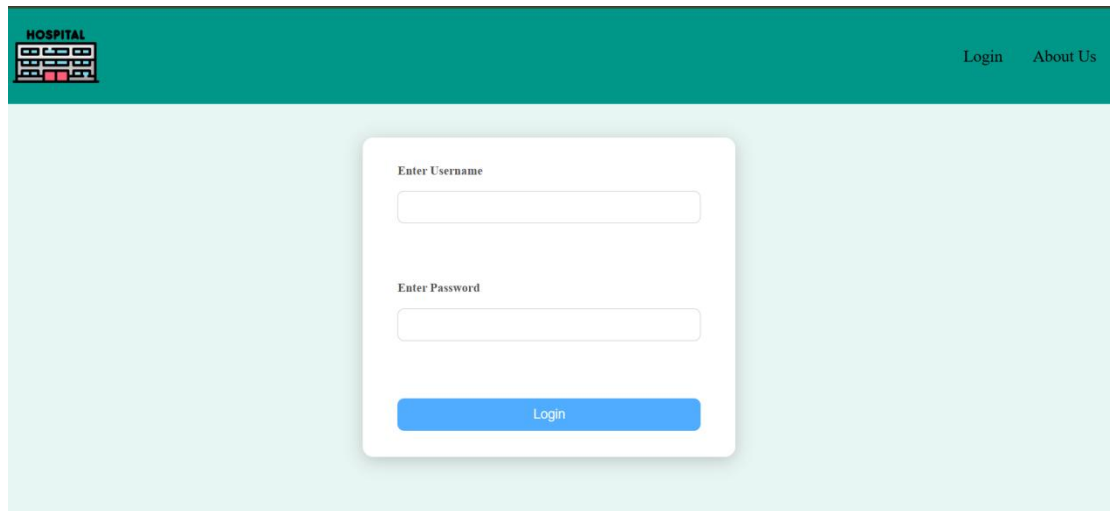 HOSPITAL
Login About Us
Enter Username
Enter Password
Login